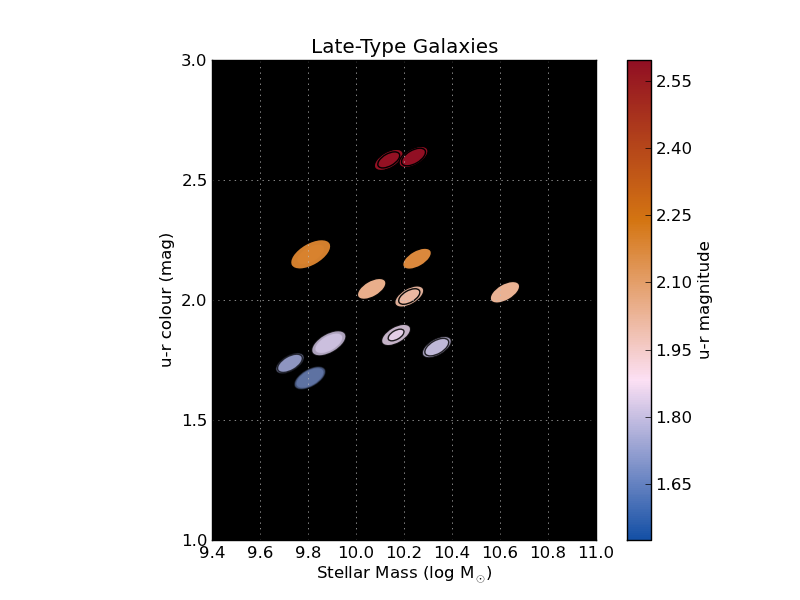 Late-Type Galaxies
3.0
2.5
2.0
1.5
1.0
u-r colour (mag)
9.4 9.6 9.8 10.0 10.2 10.4 10.6 10.8 11.0
Stellar Mass (log M☉)
2.55
2.40
2.25
2.10
1.95
1.80
1.65
u-r magnitude